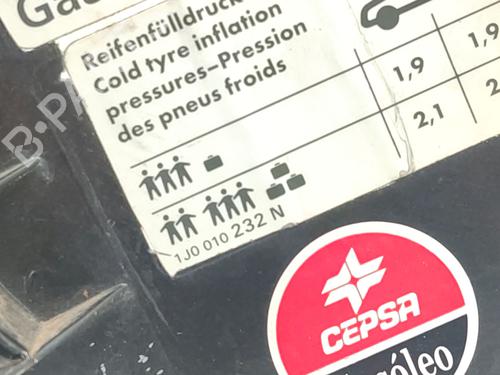 Reifenfülldruck
Cold tyre inflation
pressures-Pression
des pneus froids
1,9
1,9
2,1
1J0 010 232 N
CEPSA